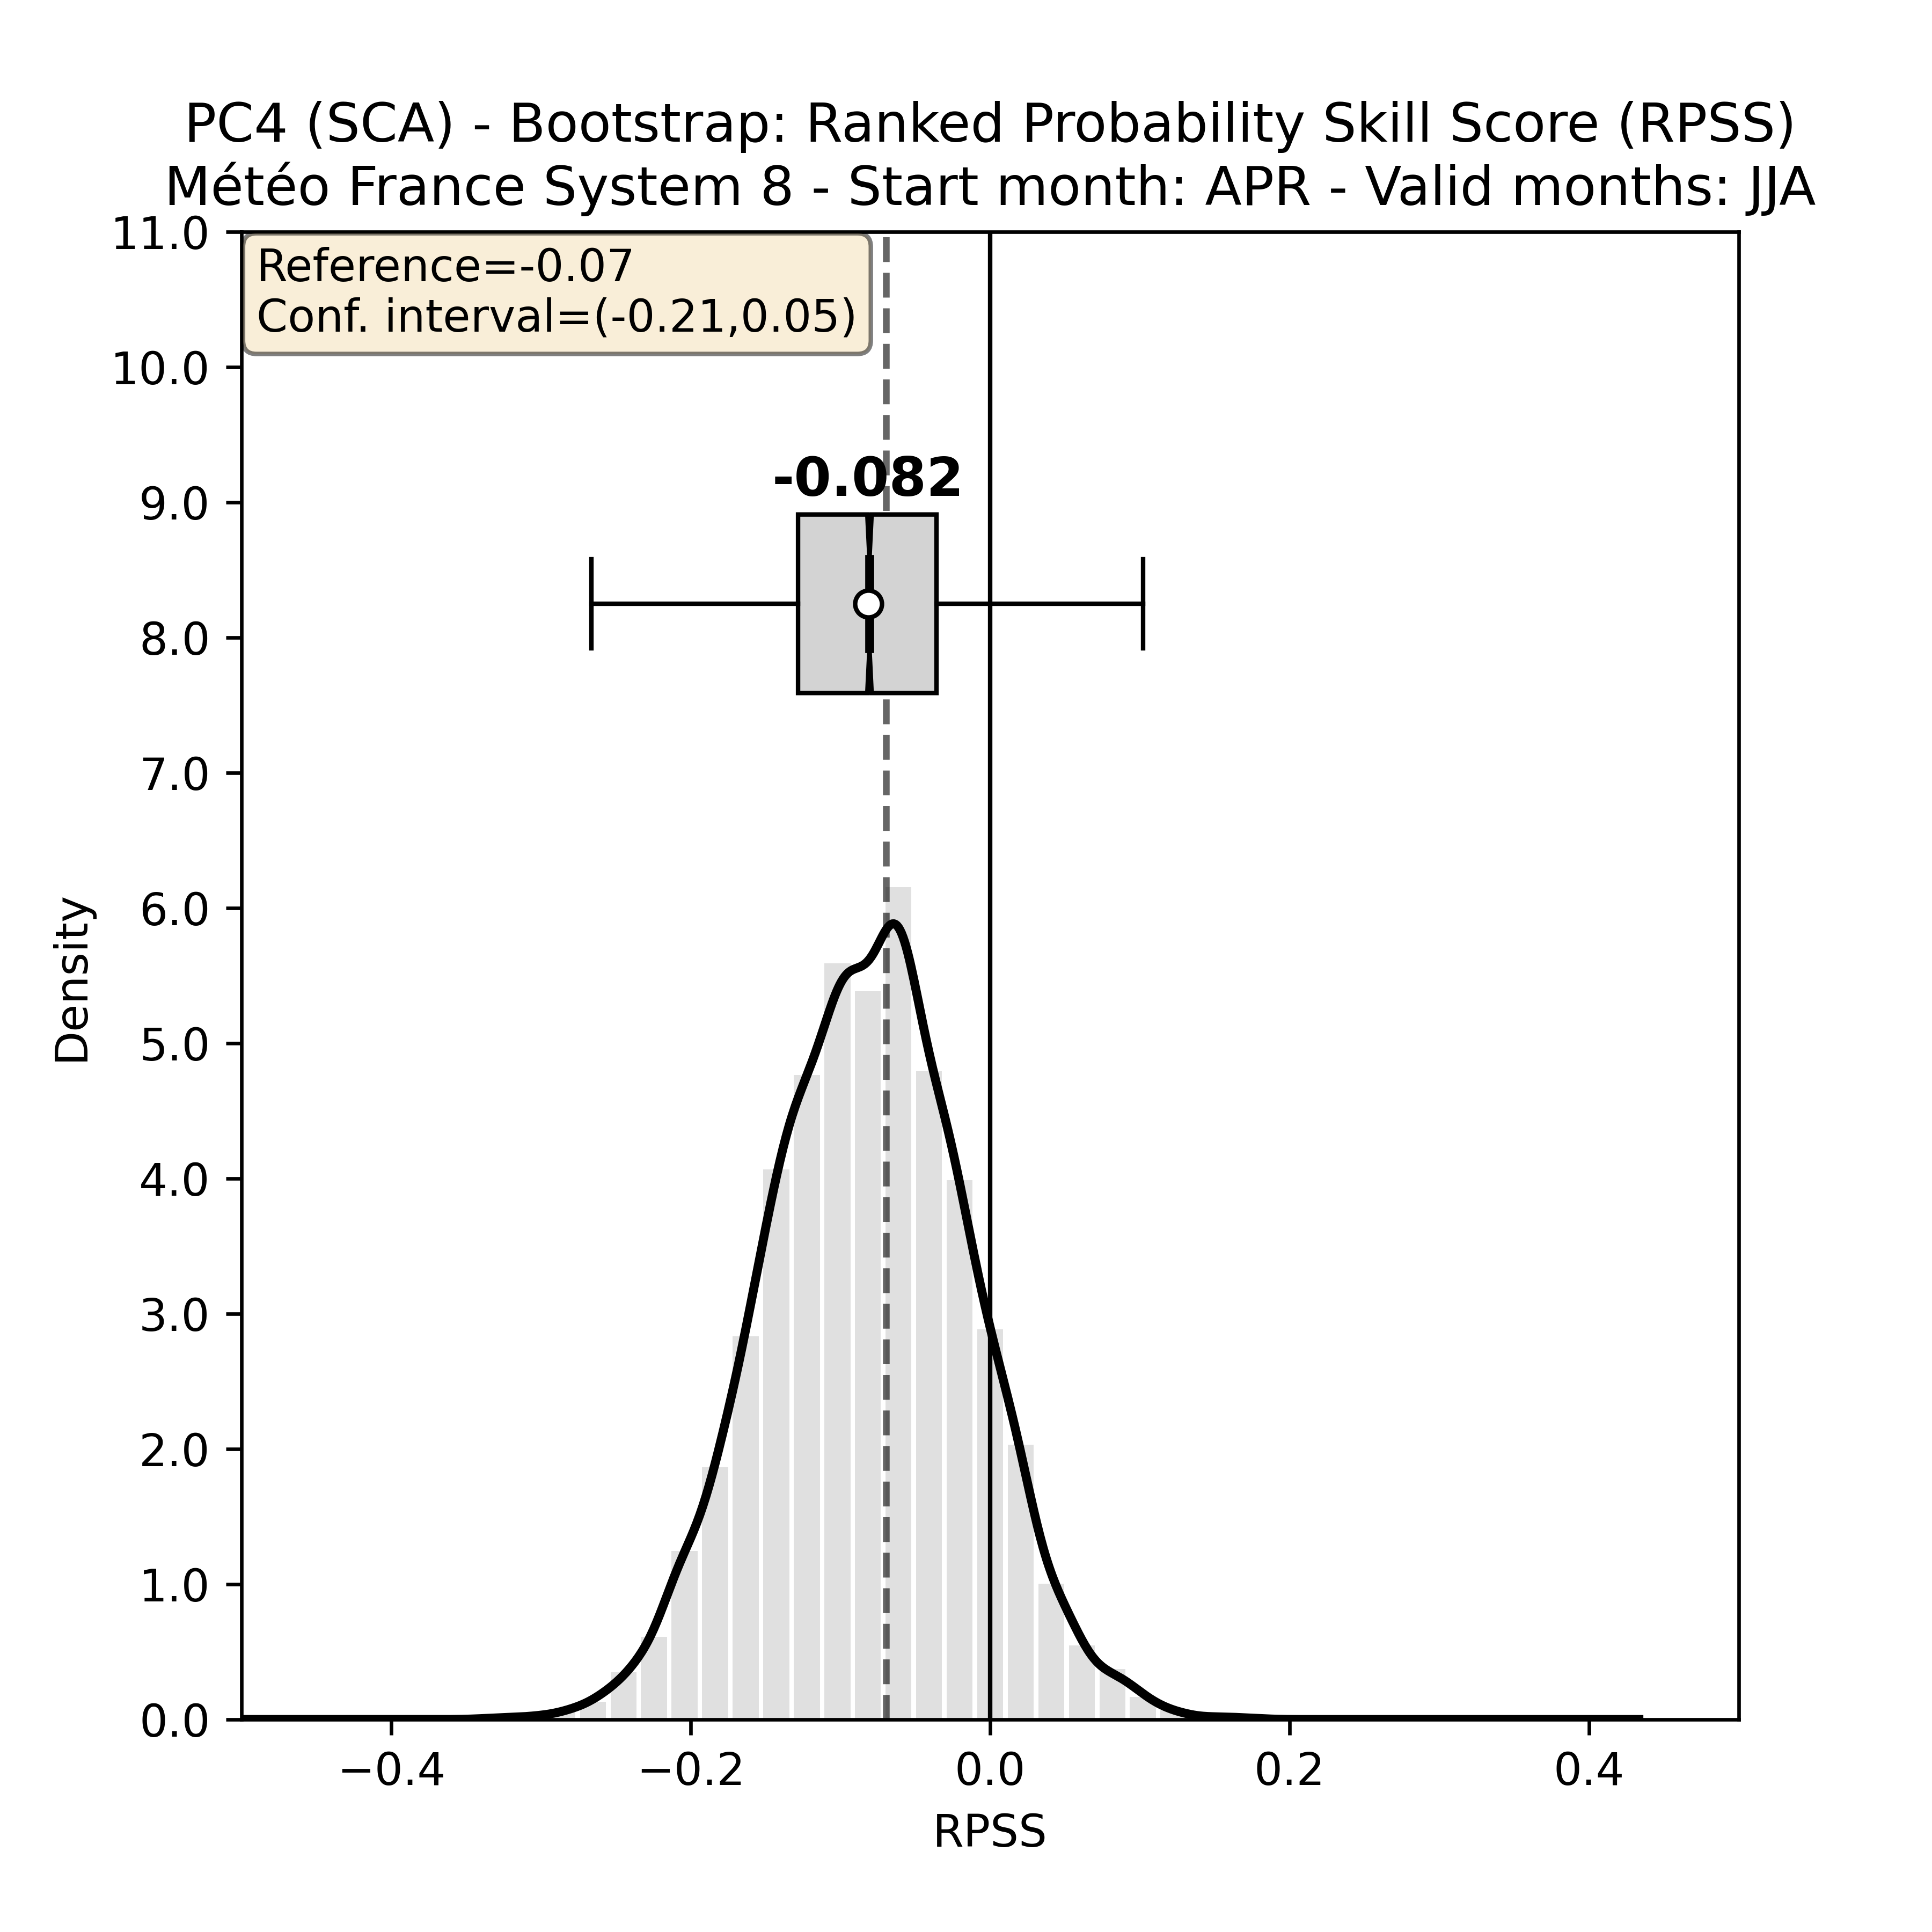 PC4 (SCA) - Bootstrap: Ranked Probability Skill Score (RPSS)
Météo France System 8 - Start month: APR - Valid months: JJA
11.0
Reference=-0.07
Conf. interval=(-0.21,0.05)
10.0
-0.082
9.0
8.0
7.0
6.0
Density
5.0
4.0
3.0
2.0
1.0
0.0
−0.4 −0.2 0.0 0.2 0.4
RPSS